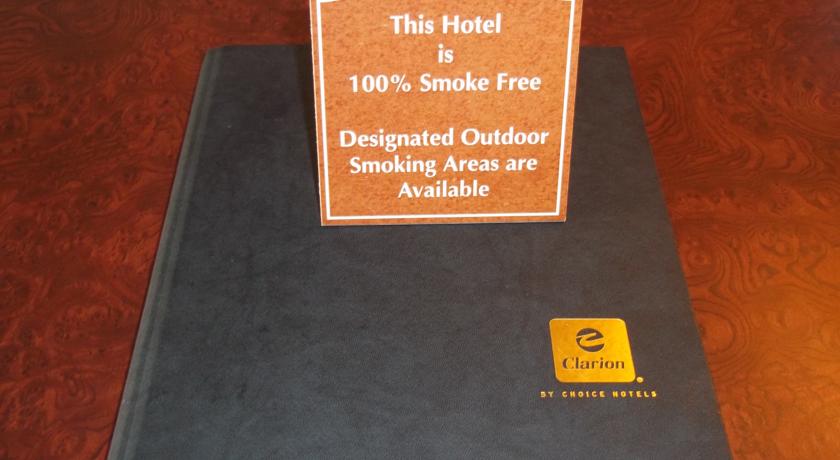 This Hotel
is
100% Smoke Free
Designated Outdoor
Smoking Areas are
Available
Clarion®
BY CHOICE HOTELS